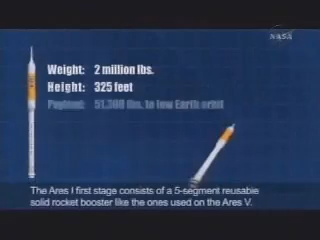 NASA
Weight: 2 million lbs.
Height: 325 feet
Payload: 51,300 lbs. to low Earth orbit
The Ares I first stage consists of a 5-segment reusable
solid rocket booster like the ones used on the Ares V.